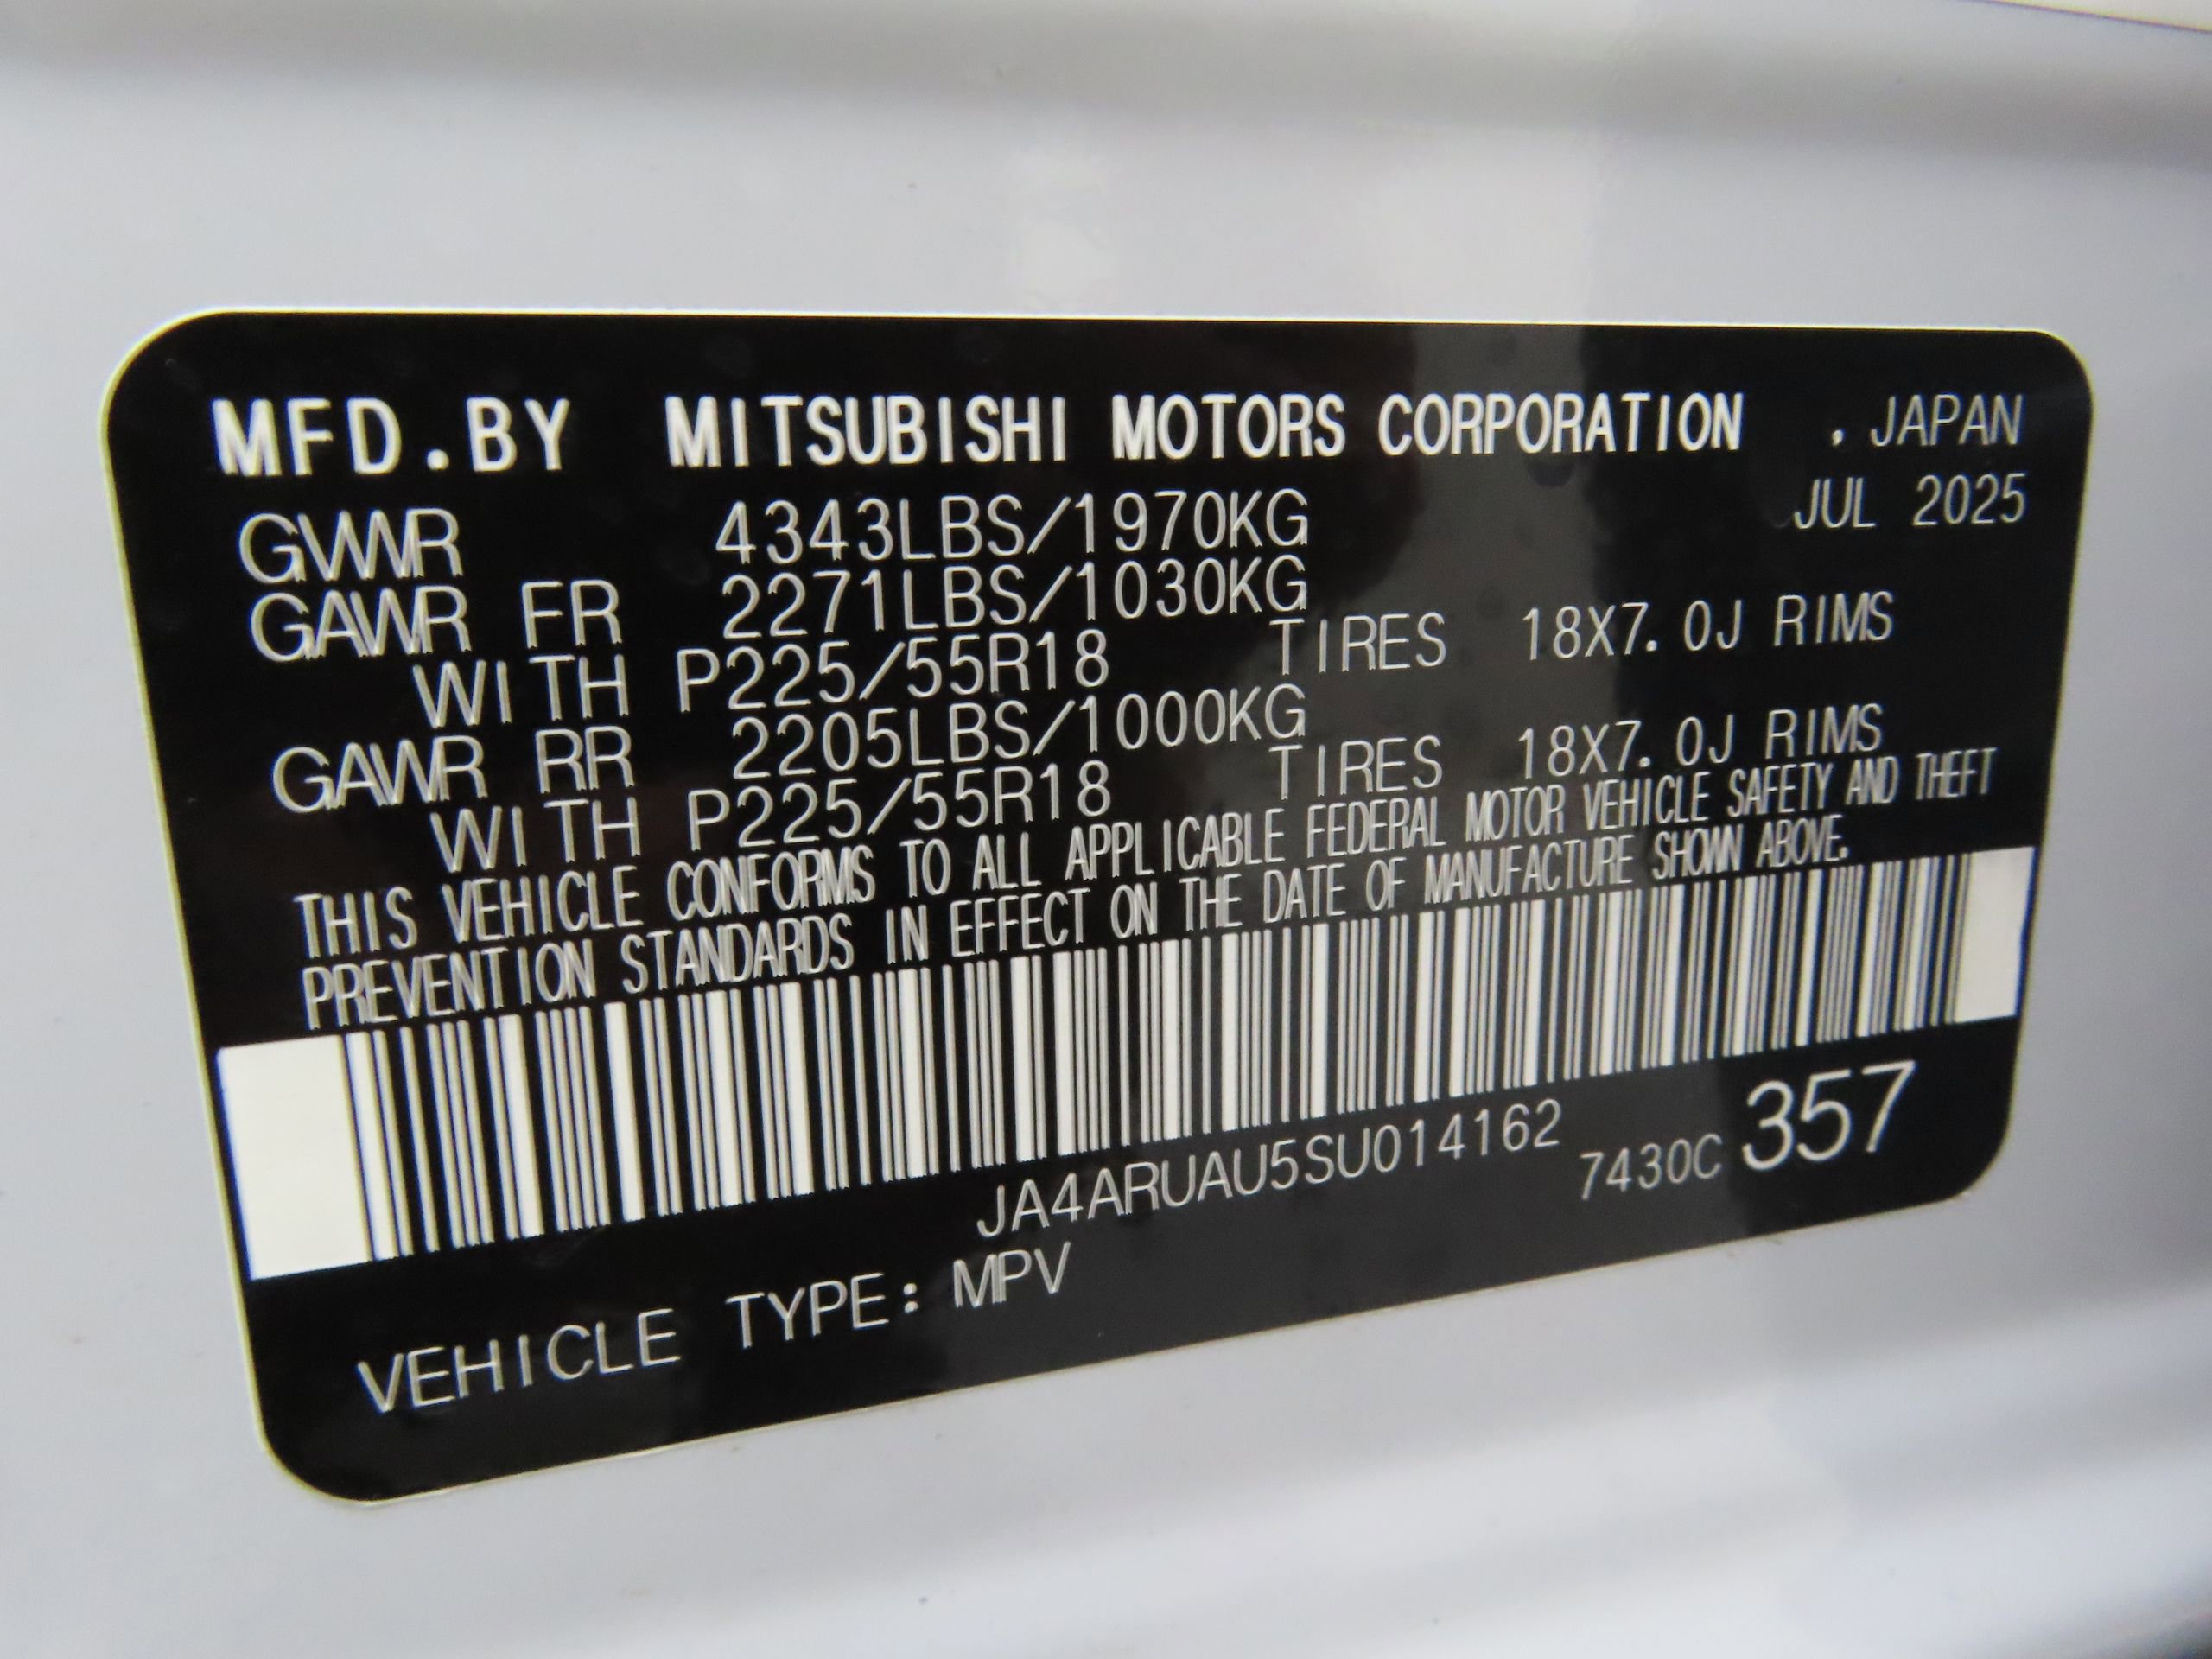 MFD.BY MITSUBISHI MOTORS CORPORATION , JAPAN
JUL 2025
GVWR 4343LBS/1970KG
GAWR FR 2271LBS/1030KG
WITH P225/55R18 TIRES 18X7.0J RIMS
GAWR RR 2205LBS/1000KG
WITH P225/55R18 TIRES 18X7.0J RIMS
THIS VEHICLE CONFORMS TO ALL APPLICABLE FEDERAL MOTOR VEHICLE SAFETY AND THEFT
PREVENTION STANDARDS IN EFFECT ON THE DATE OF MANUFACTURE SHOWN ABOVE.
JA4ARUAU5SU014162
7430C 357
VEHICLE TYPE: MPV